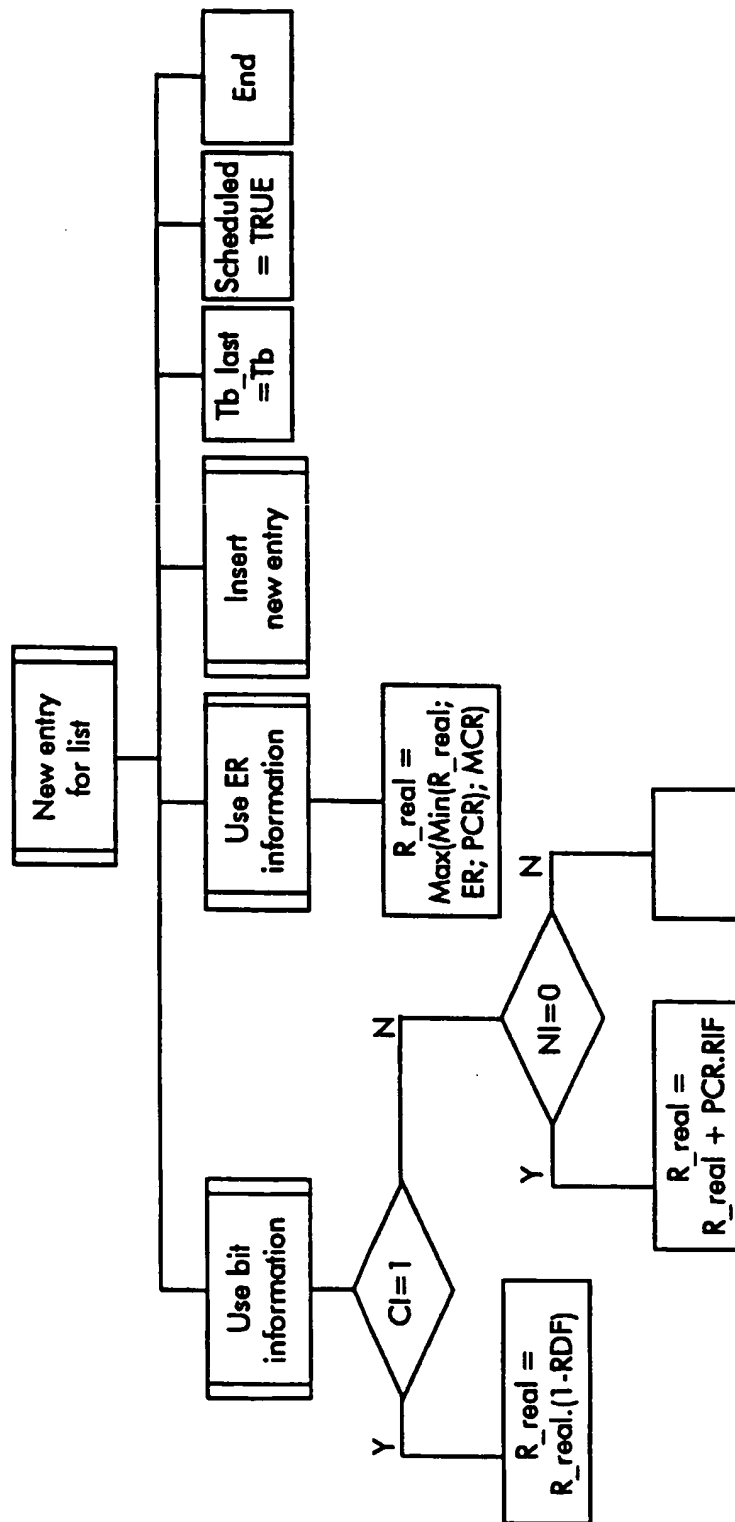 New entry
for list
Use bit
information
Use ER
information
Insert
new entry
Tb_last
=Tb
Scheduled
= TRUE
End
CI=1
Y
N
R_real =
R_real.(1-RDF)
NI=0
Y
N
R_real =
R_real + PCR.RIF
R_real =
Max(Min(R_real;
ER; PCR); MCR)